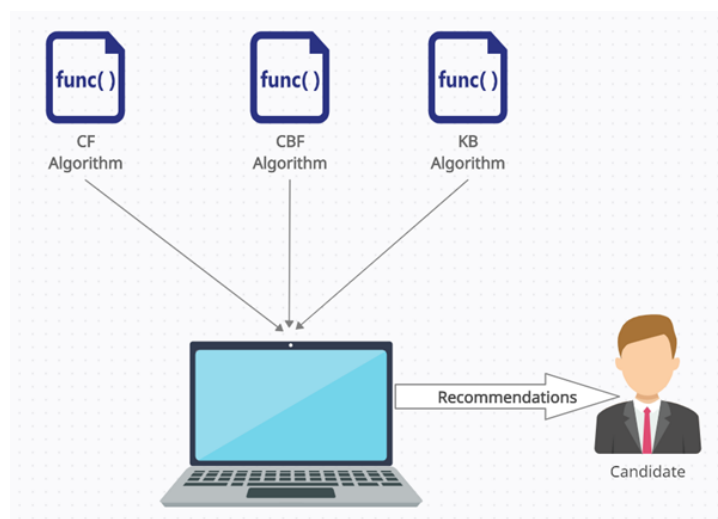 func( )
func( )
func( )
CF
Algorithm
CBF
Algorithm
KB
Algorithm
Recommendations
Candidate